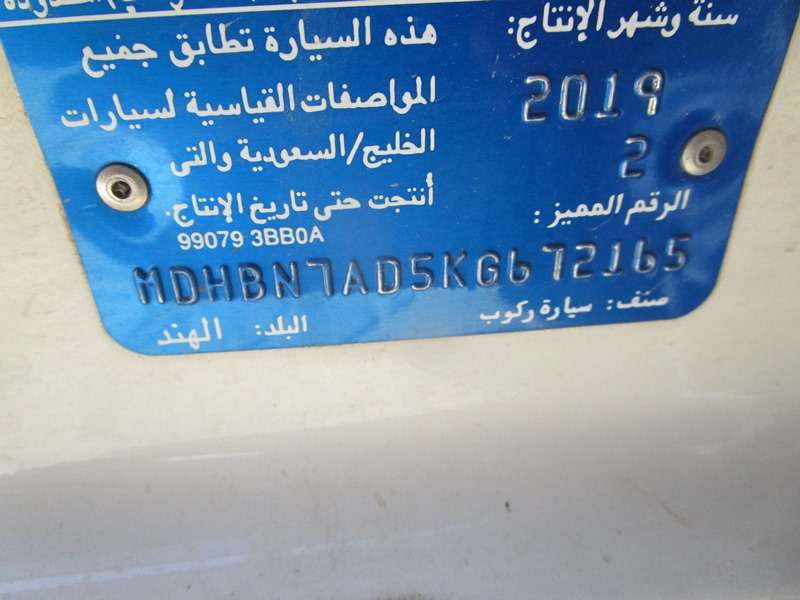 سنة وشهر الإنتاج:
2019
2
الرقم المميز :
هذه السيارة تطابق جميع
المواصفات القياسية لسيارات
الخليج/السعودية والتي
أنتجت حتى تاريخ الإنتاج.
99079 3BB0A
MDHBN7AD5KG672165
صنف: سيارة ركوب
البلد: الهند